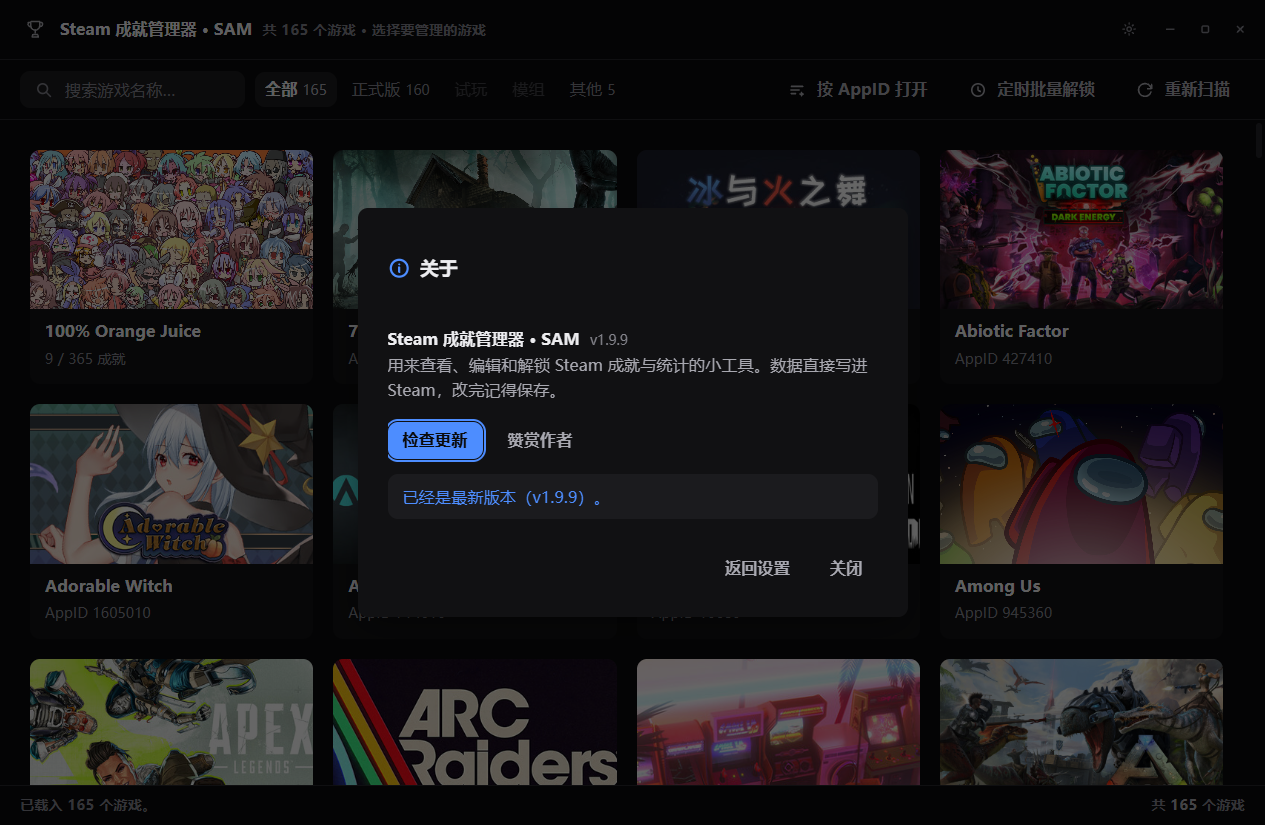 Steam 成就管理器 • SAM 共 165 个游戏 • 选择要管理的游戏
搜索游戏名称...
全部 165
正式版 160
试玩
模组
其他 5
按 AppID 打开
定时批量解锁
重新扫描
冰与火之舞
ABIOTIC
FACTOR
DARK ENERGY
100% Orange Juice
9 / 365 成就
7
A
Abiotic Factor
AppID 427410
关于
Steam 成就管理器 • SAM v1.9.9
用来查看、编辑和解锁 Steam 成就与统计的小工具。数据直接写进
Steam，改完记得保存。
检查更新
赞赏作者
已经是最新版本（v1.9.9）。
返回设置
关闭
Adorable
Witch
Adorable Witch
AppID 1605010
A
Among Us
AppID 945360
APEX
LEGENDS
ARC
Raiders
已载入 165 个游戏。
共 165 个游戏